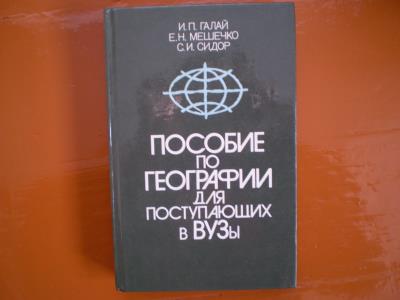 И.П. ГАЛАЙ
Е.Н. МЕШЕЧКО
С.И. СИДОР
ПОСОБИЕ
ПО
ГЕОГРАФИИ
ДЛЯ
ПОСТУПАЮЩИХ
В ВУЗы